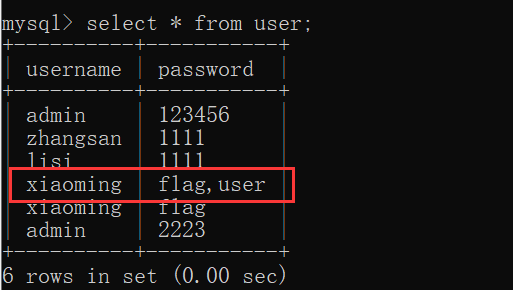 mysql> select * from user;
+----------+-----------+
| username | password  |
+----------+-----------+
| admin    | 123456    |
| zhangsan | 1111      |
| lisi     | 1111      |
| xiaoming | flag,user |
| xiaoming | flag      |
| admin    | 2223      |
+----------+-----------+
6 rows in set (0.00 sec)